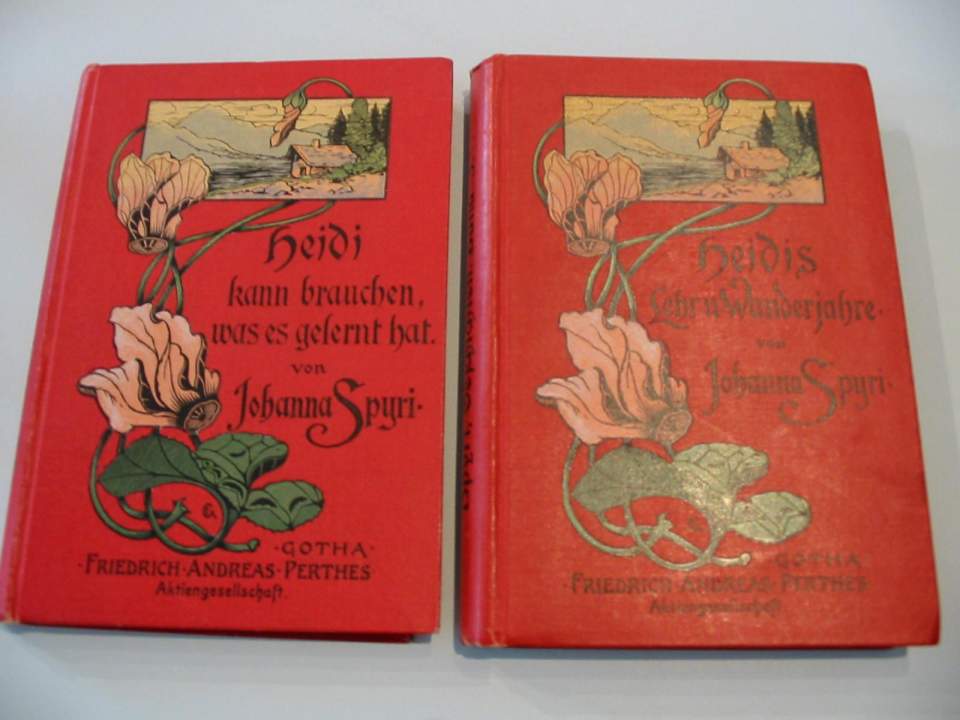 Heidi
kann brauchen,
was es gelernt hat.
von
Johanna Spyri.
GOTHA
FRIEDRICH · ANDREAS · PERTHES
Aktiengesellschaft.
Heidis
Lehr u Wanderjahre.
von
Johanna Spyri.
GOTHA
FRIEDRICH · ANDREAS · PERTHES
Aktiengesellschaft